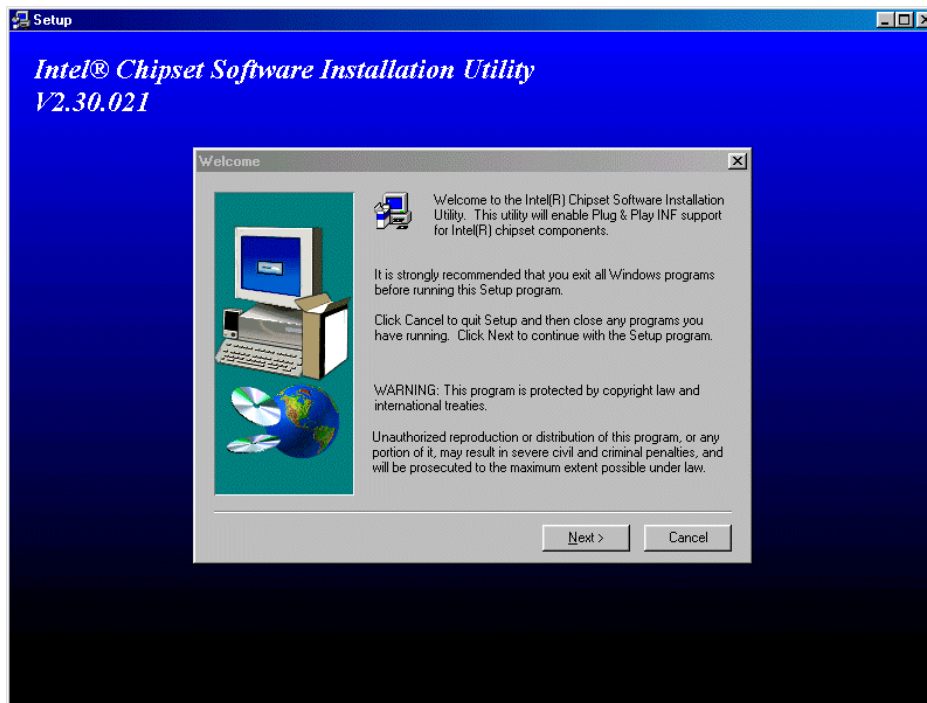 Setup
Intel® Chipset Software Installation Utility
V2.30.021
Welcome
Welcome to the Intel(R) Chipset Software Installation
Utility. This utility will enable Plug & Play INF support
for Intel(R) chipset components.
It is strongly recommended that you exit all Windows programs
before running this Setup program.
Click Cancel to quit Setup and then close any programs you
have running. Click Next to continue with the Setup program.
WARNING: This program is protected by copyright law and
international treaties.
Unauthorized reproduction or distribution of this program, or any
portion of it, may result in severe civil and criminal penalties, and
will be prosecuted to the maximum extent possible under law.
Next >
Cancel